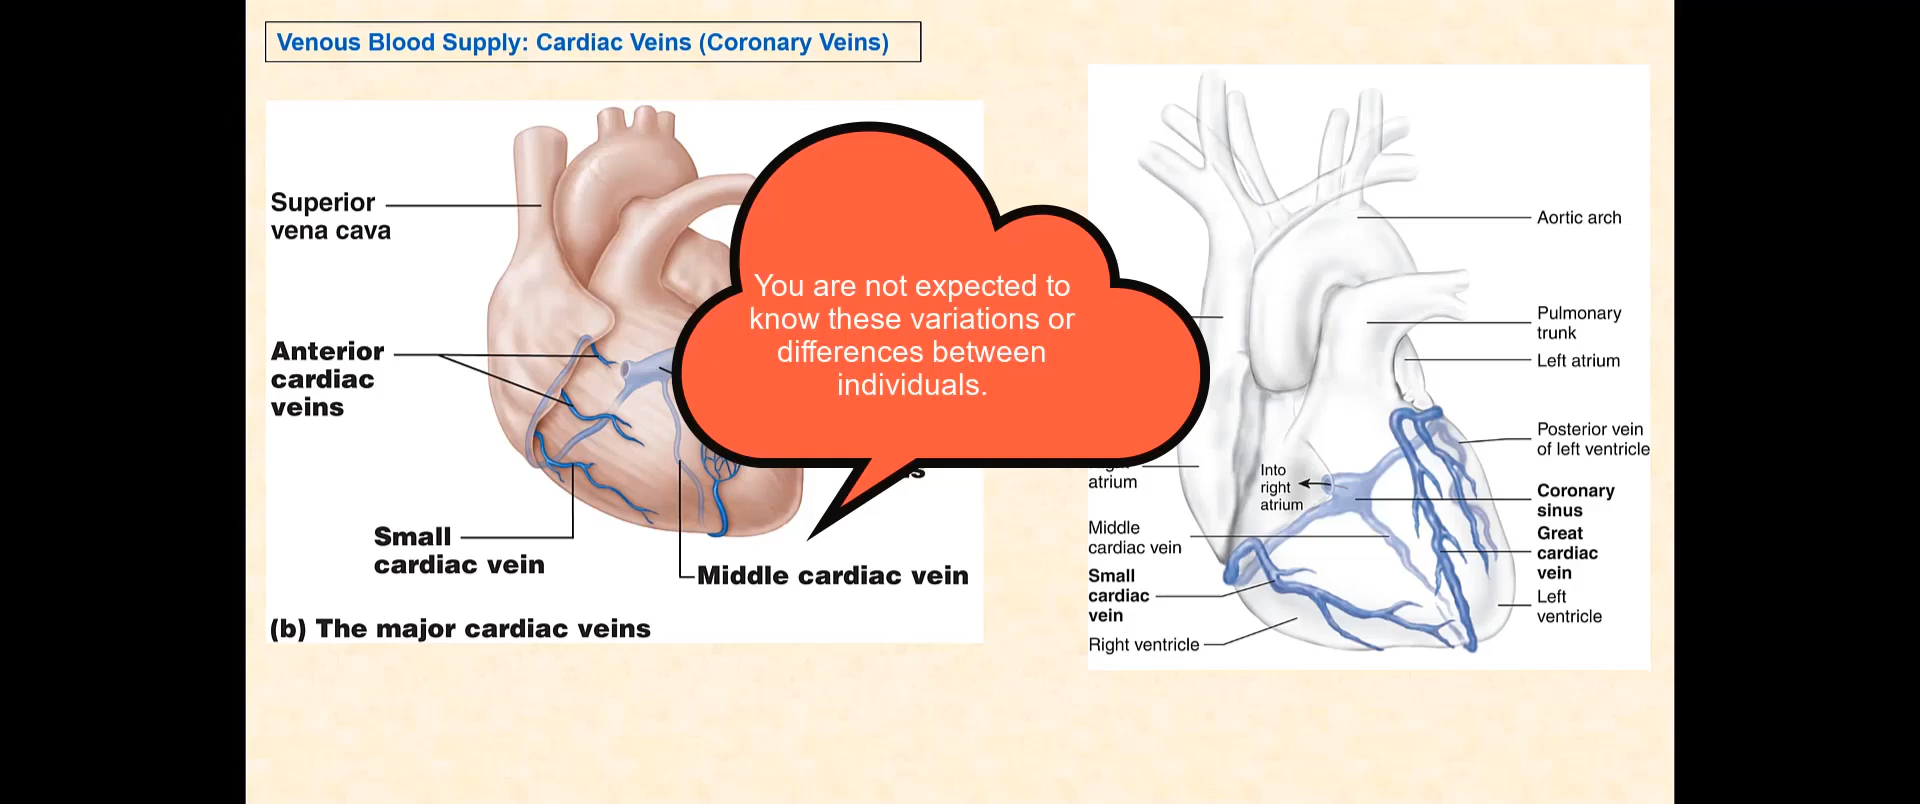 Venous Blood Supply: Cardiac Veins (Coronary Veins)
Superior
vena cava
Anterior
cardiac
veins
Small
cardiac vein
Middle cardiac vein
(b) The major cardiac veins
You are not expected to
know these variations or
differences between
individuals.
Aortic arch
Pulmonary
trunk
Left atrium
Posterior vein
of left ventricle
Coronary
sinus
Great
cardiac
vein
Left
ventricle
Into
right
atrium
atrium
Middle
cardiac vein
Small
cardiac
vein
Right ventricle